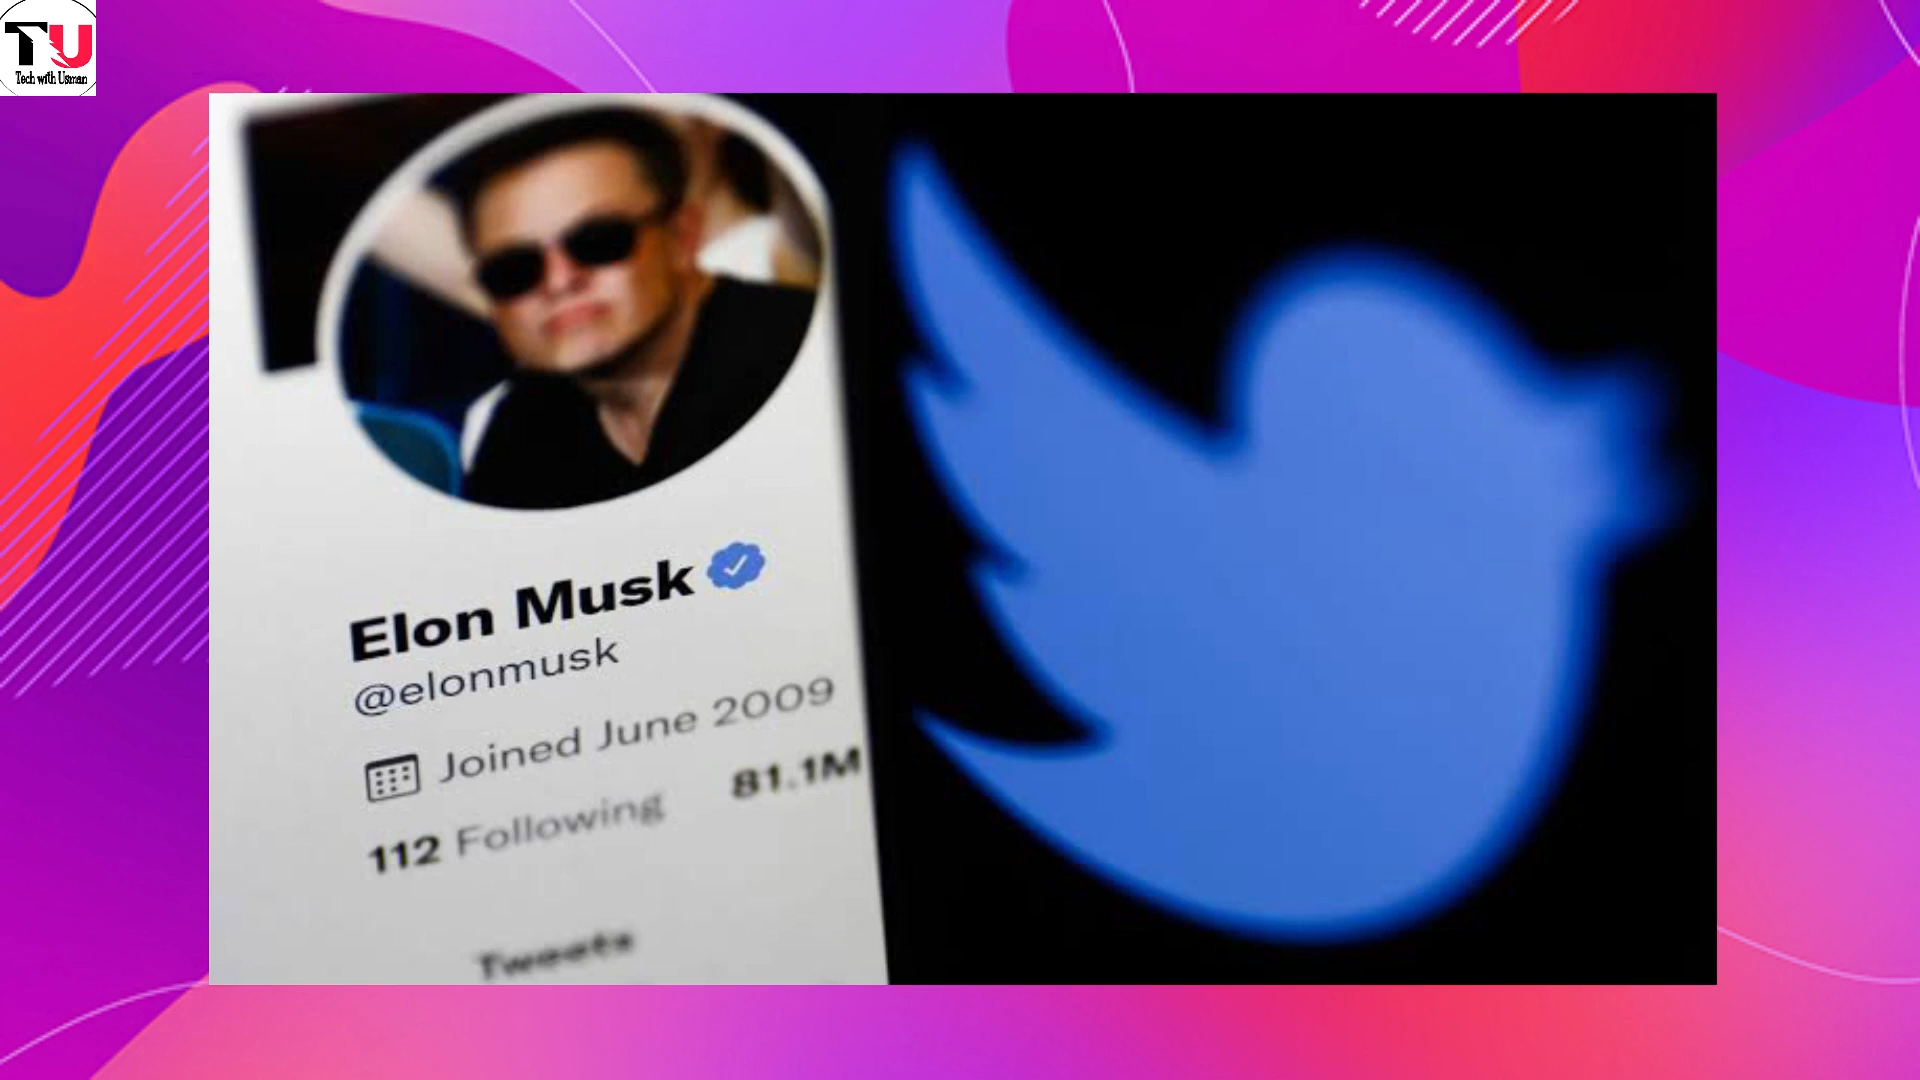 TU
Tech with Usman
Elon Musk
@elonmusk
Joined June 2009
112 Following 81.1M
Tweets